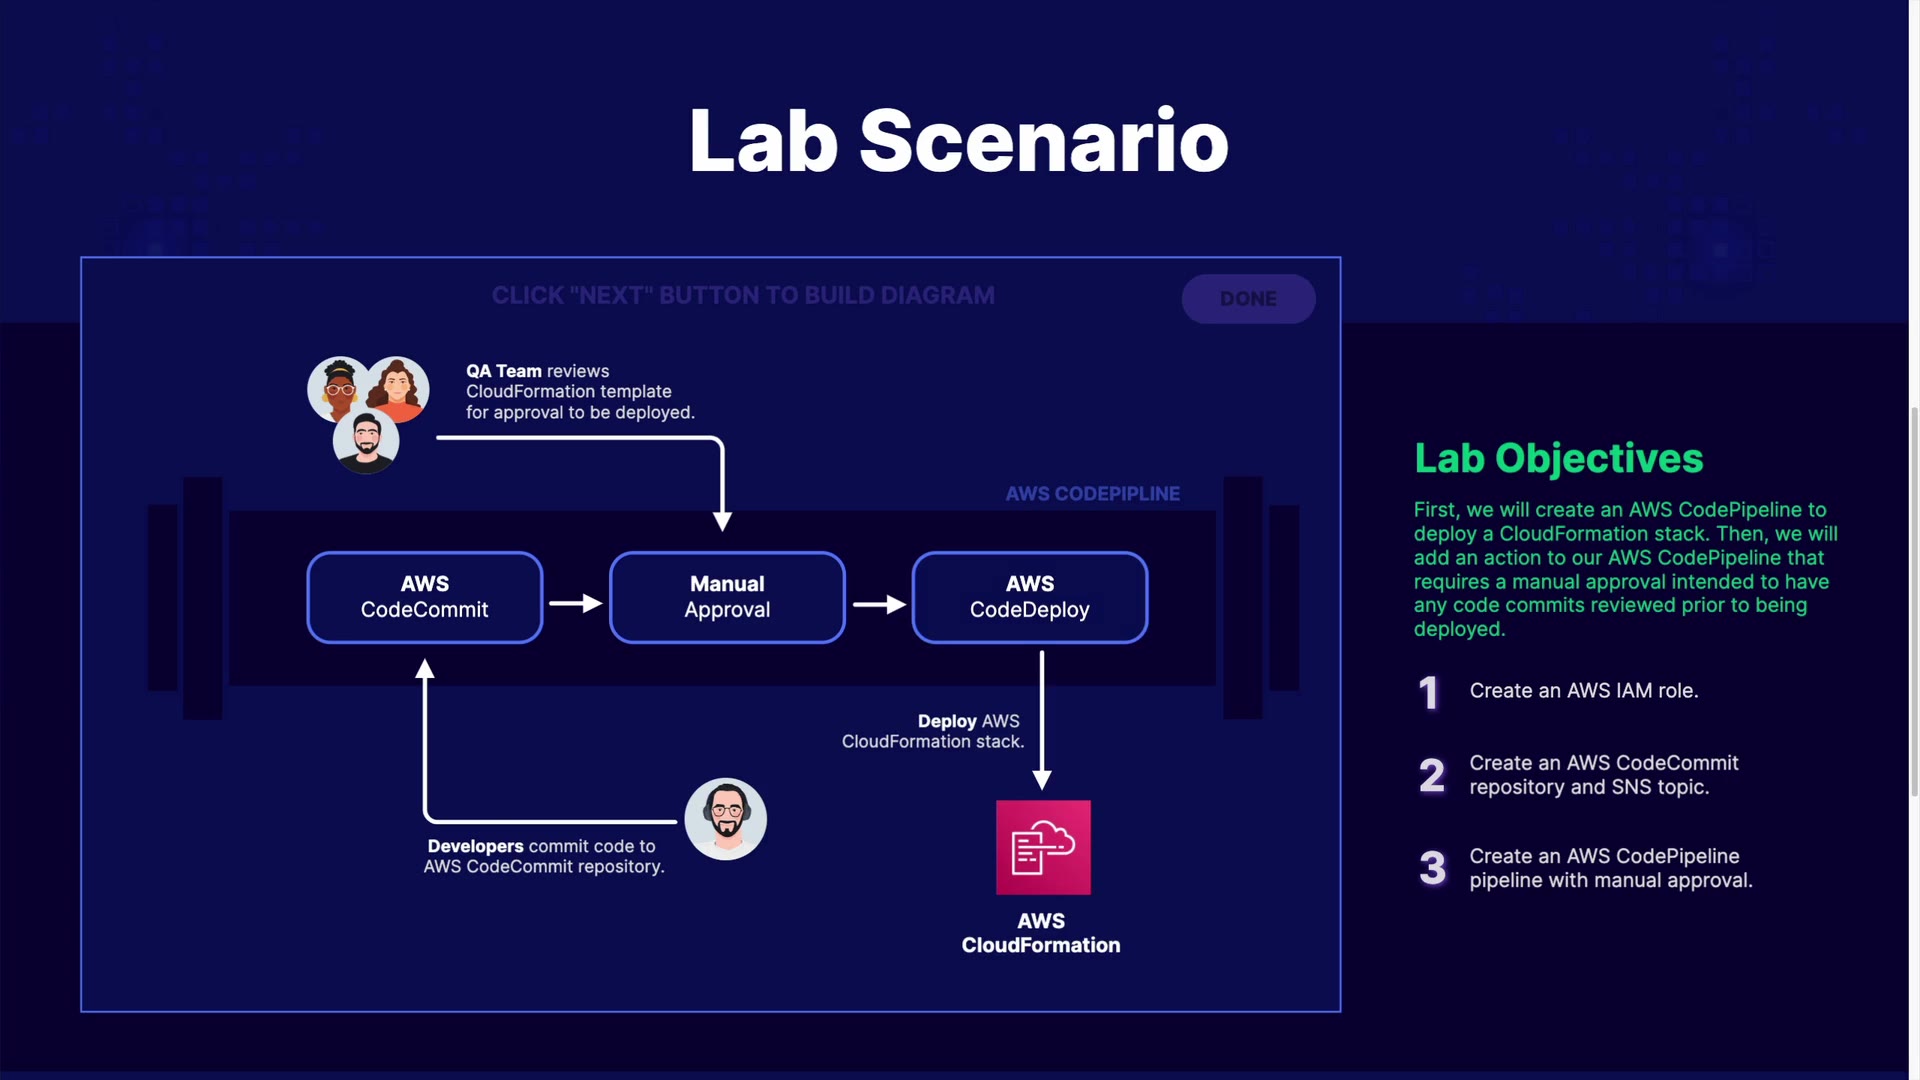 Lab Scenario
CLICK "NEXT" BUTTON TO BUILD DIAGRAM
DONE
QA Team reviews
CloudFormation template
for approval to be deployed.
AWS CODEPIPLINE
AWS
CodeCommit
Manual
Approval
AWS
CodeDeploy
Deploy AWS
CloudFormation stack.
Developers commit code to
AWS CodeCommit repository.
AWS
CloudFormation
Lab Objectives
First, we will create an AWS CodePipeline to
deploy a CloudFormation stack. Then, we will
add an action to our AWS CodePipeline that
requires a manual approval intended to have
any code commits reviewed prior to being
deployed.
1 Create an AWS IAM role.
2 Create an AWS CodeCommit
repository and SNS topic.
3 Create an AWS CodePipeline
pipeline with manual approval.